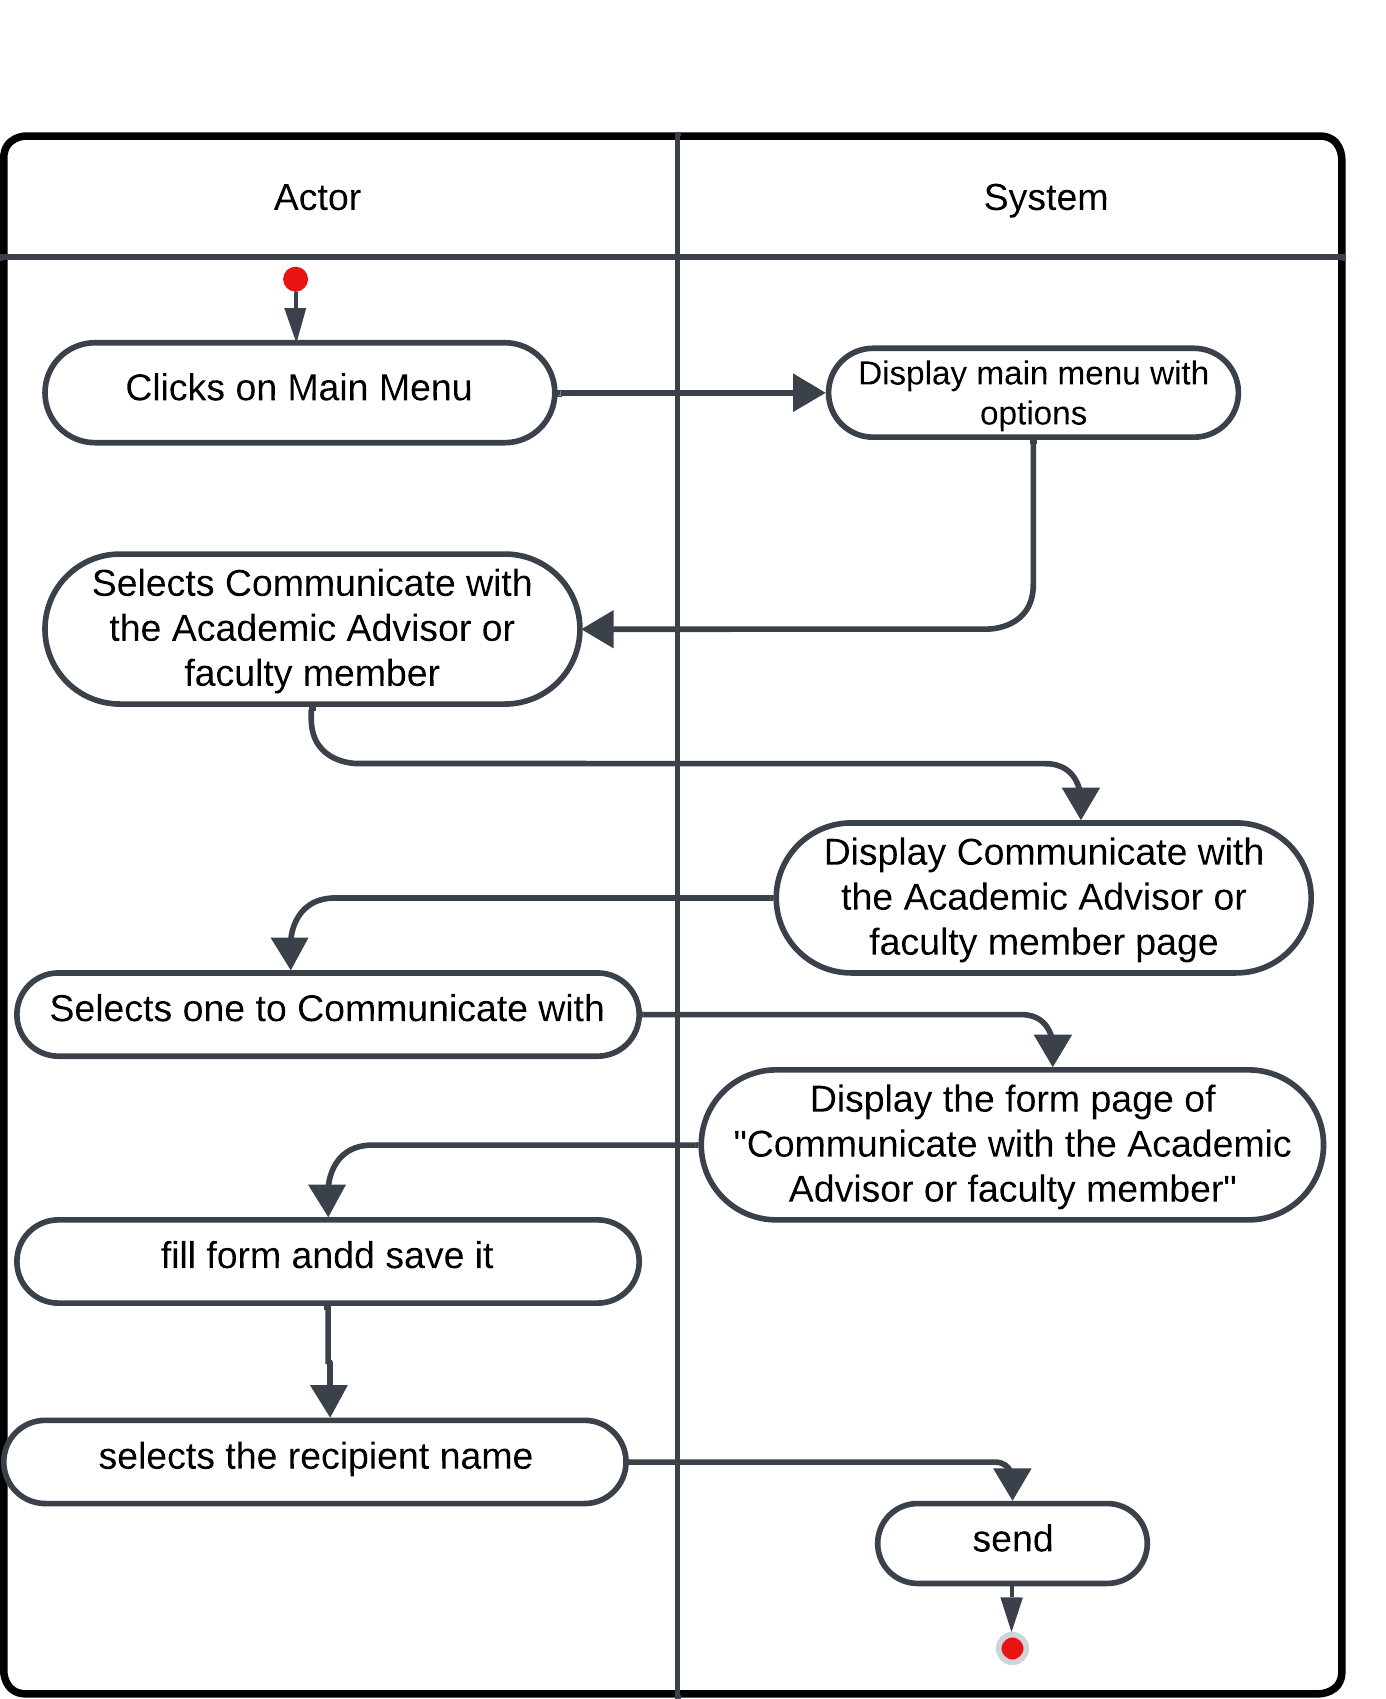 Actor
System
Clicks on Main Menu
Display main menu with
options
Selects Communicate with
the Academic Advisor or
faculty member
Display Communicate with
the Academic Advisor or
faculty member page
Selects one to Communicate with
Display the form page of
"Communicate with the Academic
Advisor or faculty member"
fill form andd save it
selects the recipient name
send